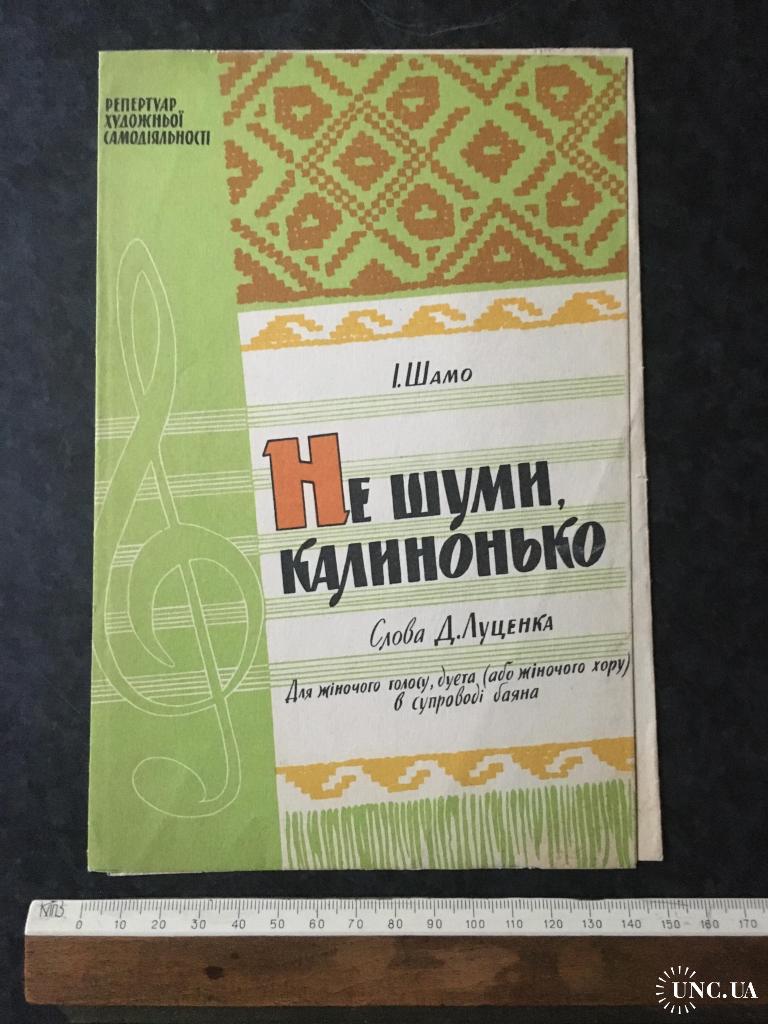 РЕПЕРТУАР
ХУДОЖНЬОЇ
САМОДІЯЛЬНОСТІ
І. ШАМО
НЕ ШУМИ,
КАЛИНОНЬКО
Слова Д. ЛУЦЕНКА
Для жіночого голосу, дуета (або жіночого хору)
в супроводі баяна
0 10 20 30 40 50 60 70 80 90 100 110 120 130 140 150 160 170
UNC.UA